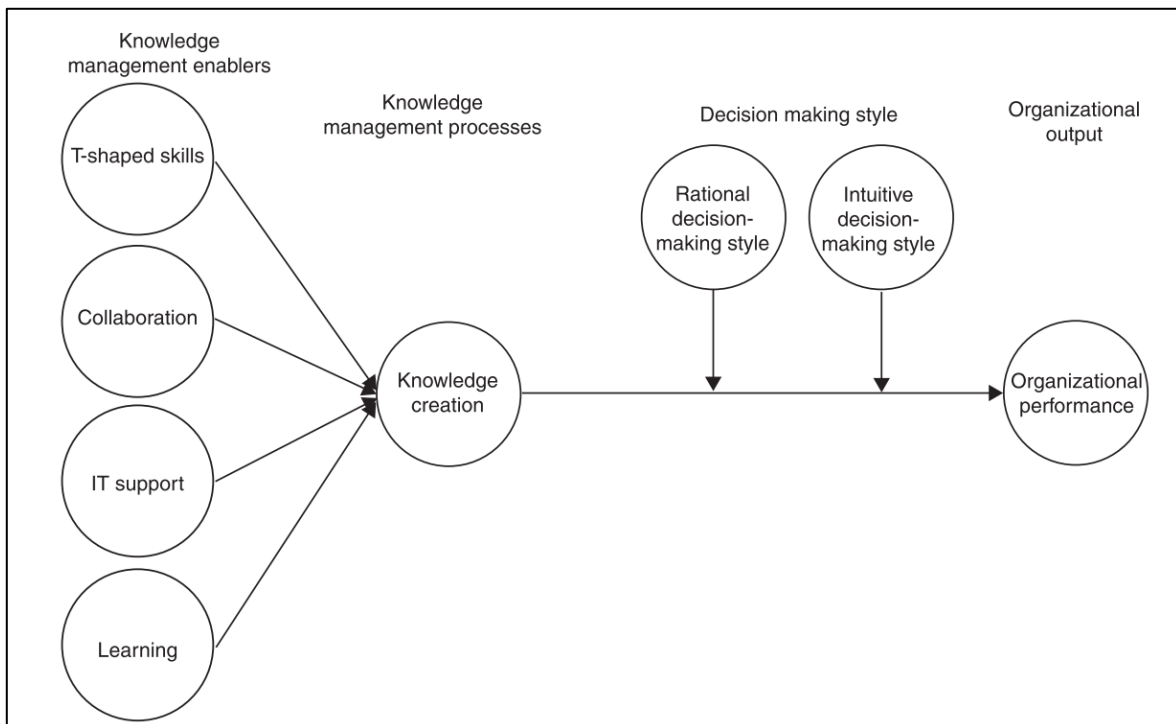 Knowledge
management enablers
T-shaped skills
Collaboration
IT support
Learning
Knowledge
management processes
Knowledge
creation
Decision making style
Rational
decision-
making style
Intuitive
decision-
making style
Organizational
output
Organizational
performance